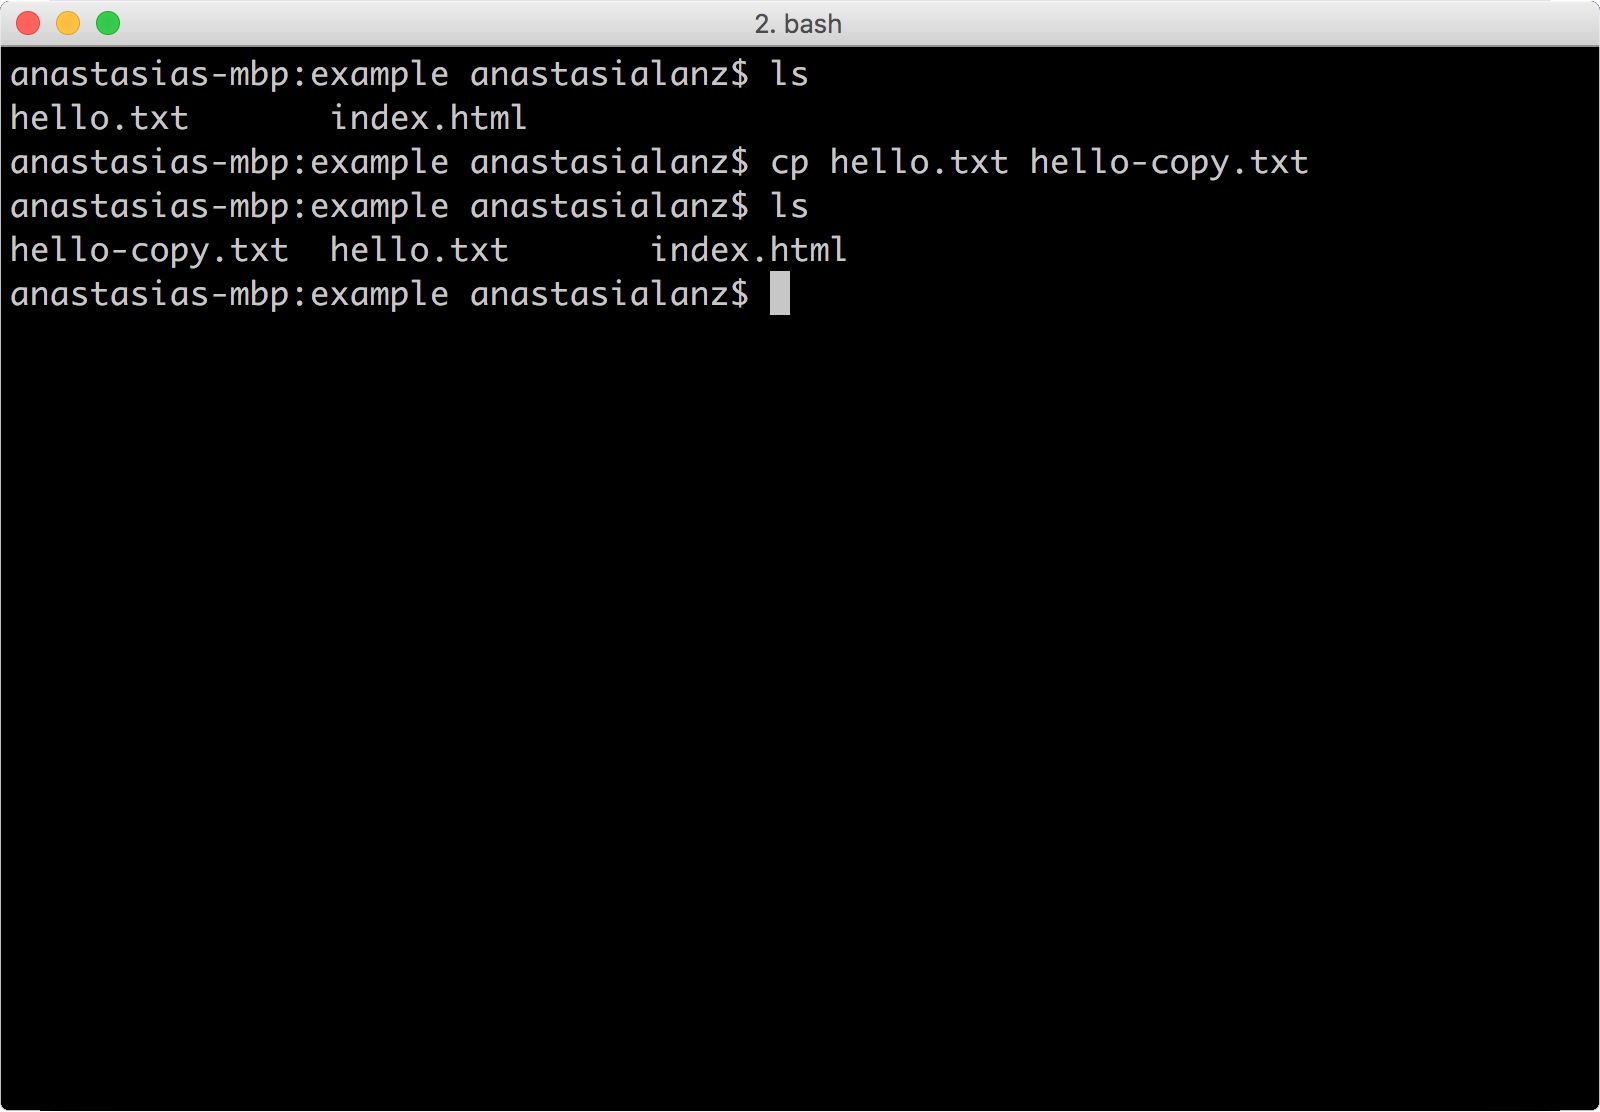 2. bash
anastasias-mbp:example anastasialanz$ ls
hello.txt       index.html
anastasias-mbp:example anastasialanz$ cp hello.txt hello-copy.txt
anastasias-mbp:example anastasialanz$ ls
hello-copy.txt  hello.txt       index.html
anastasias-mbp:example anastasialanz$